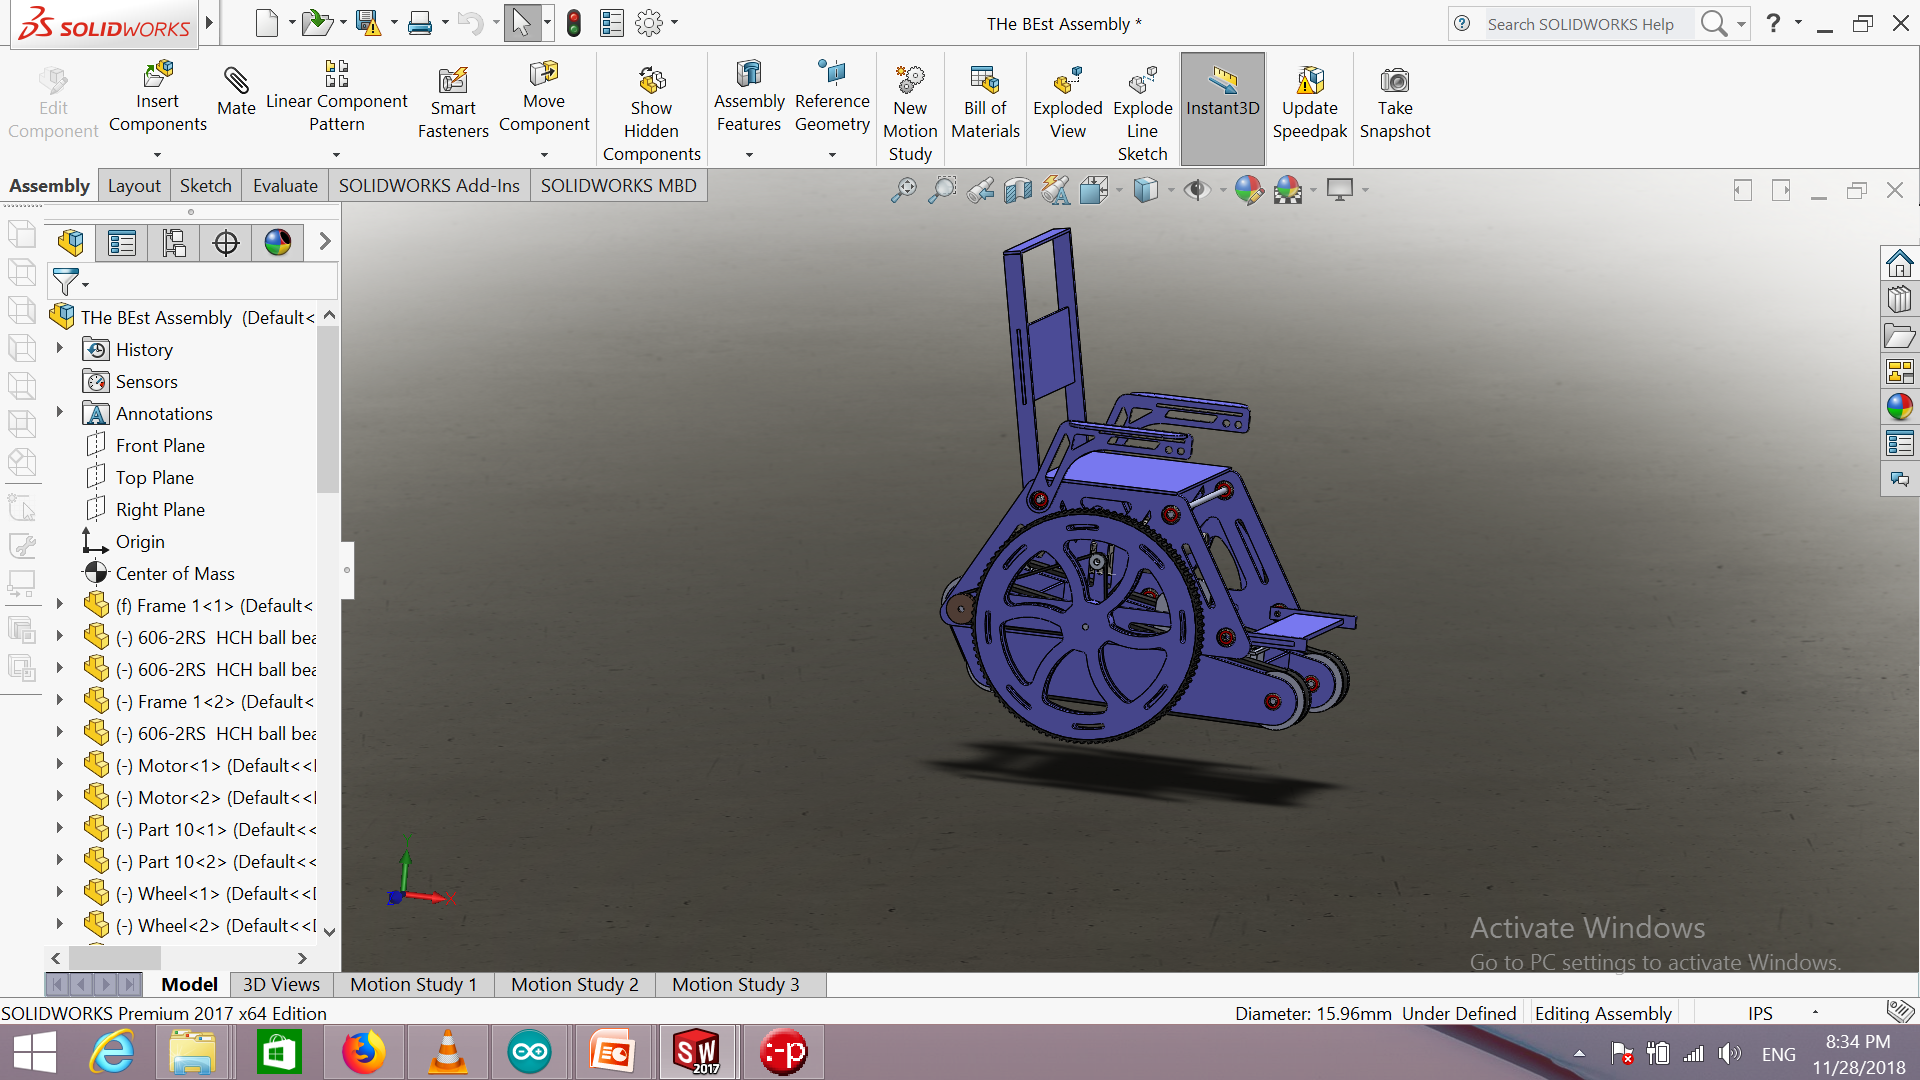 SOLIDWORKS
THe BEst Assembly *
Search SOLIDWORKS Help
Edit
Component
Insert
Components
Mate
Linear Component
Pattern
Smart
Fasteners
Move
Component
Show
Hidden
Components
Assembly
Features
Reference
Geometry
New
Motion
Study
Bill of
Materials
Exploded
View
Explode
Line
Sketch
Instant3D
Update
Speedpak
Take
Snapshot
Assembly
Layout
Sketch
Evaluate
SOLIDWORKS Add-Ins
SOLIDWORKS MBD
THe BEst Assembly (Default<
History
Sensors
Annotations
Front Plane
Top Plane
Right Plane
Origin
Center of Mass
(f) Frame 1<1> (Default<
(-) 606-2RS HCH ball bea
(-) 606-2RS HCH ball bea
(-) Frame 1<2> (Default<
(-) 606-2RS HCH ball bea
(-) Motor<1> (Default<<
(-) Motor<2> (Default<<
(-) Part 10<1> (Default<<
(-) Part 10<2> (Default<<
(-) Wheel<1> (Default<<
(-) Wheel<2> (Default<<
Activate Windows
Go to PC settings to activate Windows.
Model
3D Views
Motion Study 1
Motion Study 2
Motion Study 3
SOLIDWORKS Premium 2017 x64 Edition
Diameter: 15.96mm Under Defined
Editing Assembly
IPS
SW
2017
:-p
ENG
8:34 PM
11/28/2018